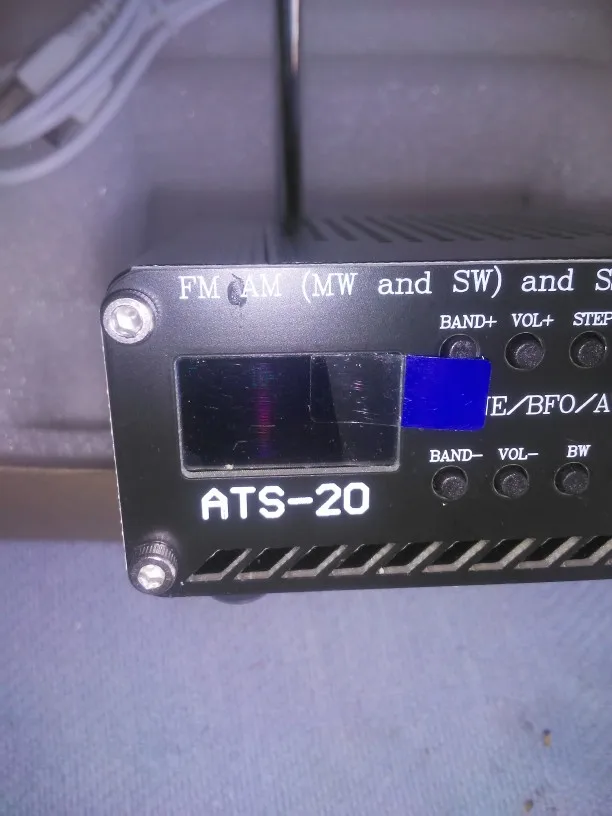 FM AM (MW and SW) and
BAND+ VOL+ STEP
BAND- VOL- BW
ATS-20